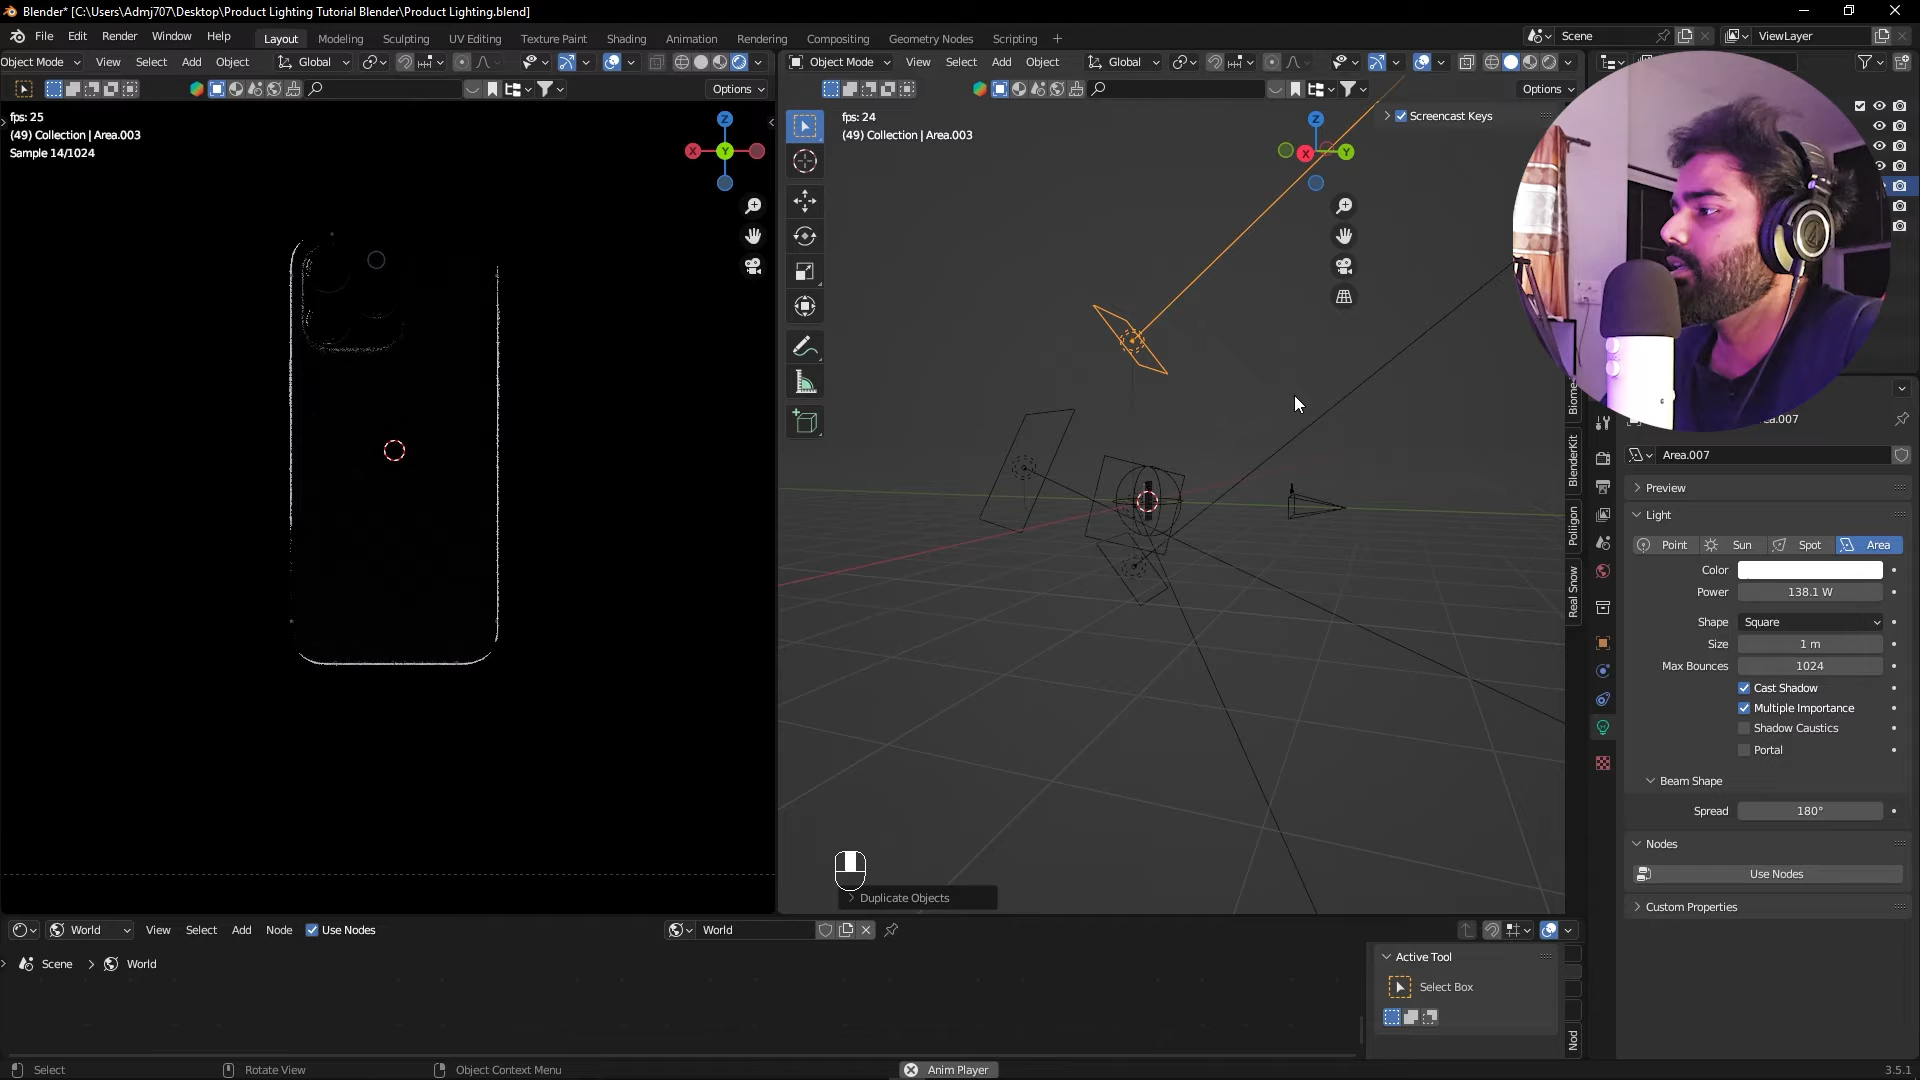 Blender* [C:\Users\Admj707\Desktop\Product Lighting Tutorial Blender\Product Lighting.blend]
File Edit Render Window Help Layout Modeling Sculpting UV Editing Texture Paint Shading Animation Rendering Compositing Geometry Nodes Scripting + Scene ViewLayer
Object Mode View Select Add Object Global
Object Mode View Select Add Object Global
Options
Options
fps: 25
(49) Collection | Area.003
Sample 14/1024
Z
X
Y
fps: 24
(49) Collection | Area.003
Screencast Keys
Z
X
Y
BlenderKit
Poliigon
Real Snow
Area.007
Preview
Light
Point Sun Spot Area
Color
Power 138.1 W
Shape Square
Size 1 m
Max Bounces 1024
Cast Shadow
Multiple Importance
Shadow Caustics
Portal
Beam Shape
Spread 180°
Nodes
Use Nodes
Custom Properties
Duplicate Objects
World View Select Add Node Use Nodes World
Scene > World
Active Tool
Select Box
Nod
Select Rotate View Object Context Menu Anim Player 3.5.1